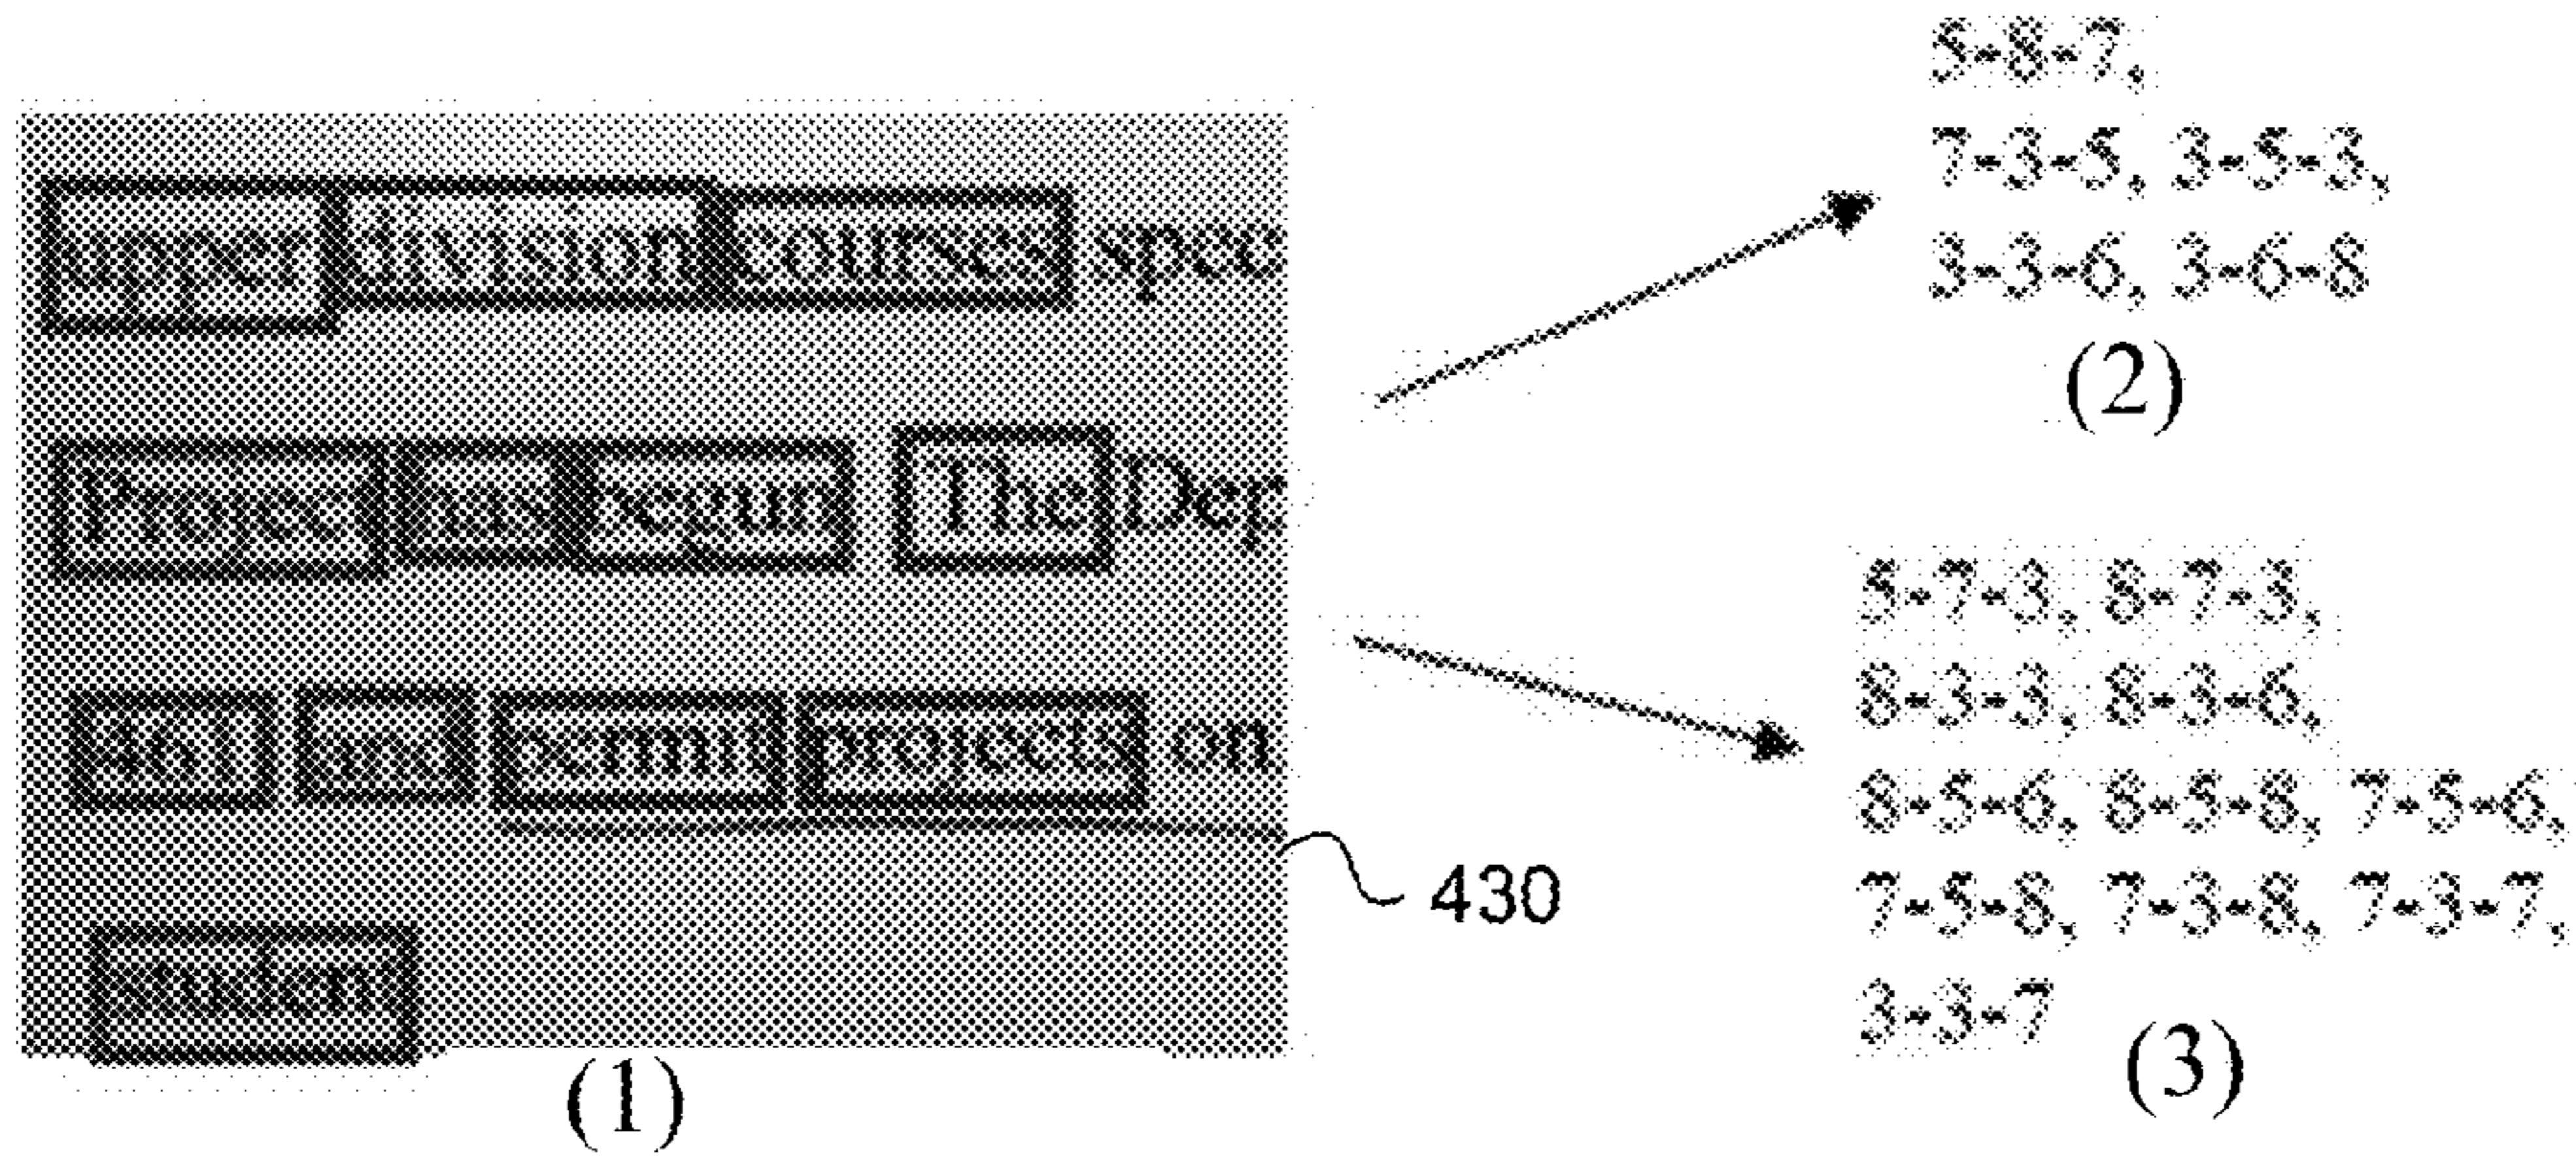 upper division courses spec
Project has begun The Dep
461 and permit projects on
student
(1)
430
5-8-7,
7-3-5, 3-5-3,
3-3-6, 3-6-8
(2)
5-7-3, 8-7-3,
8-3-3, 8-3-6,
8-5-6, 8-5-8, 7-5-6,
7-5-8, 7-3-8, 7-3-7,
3-3-7
(3)